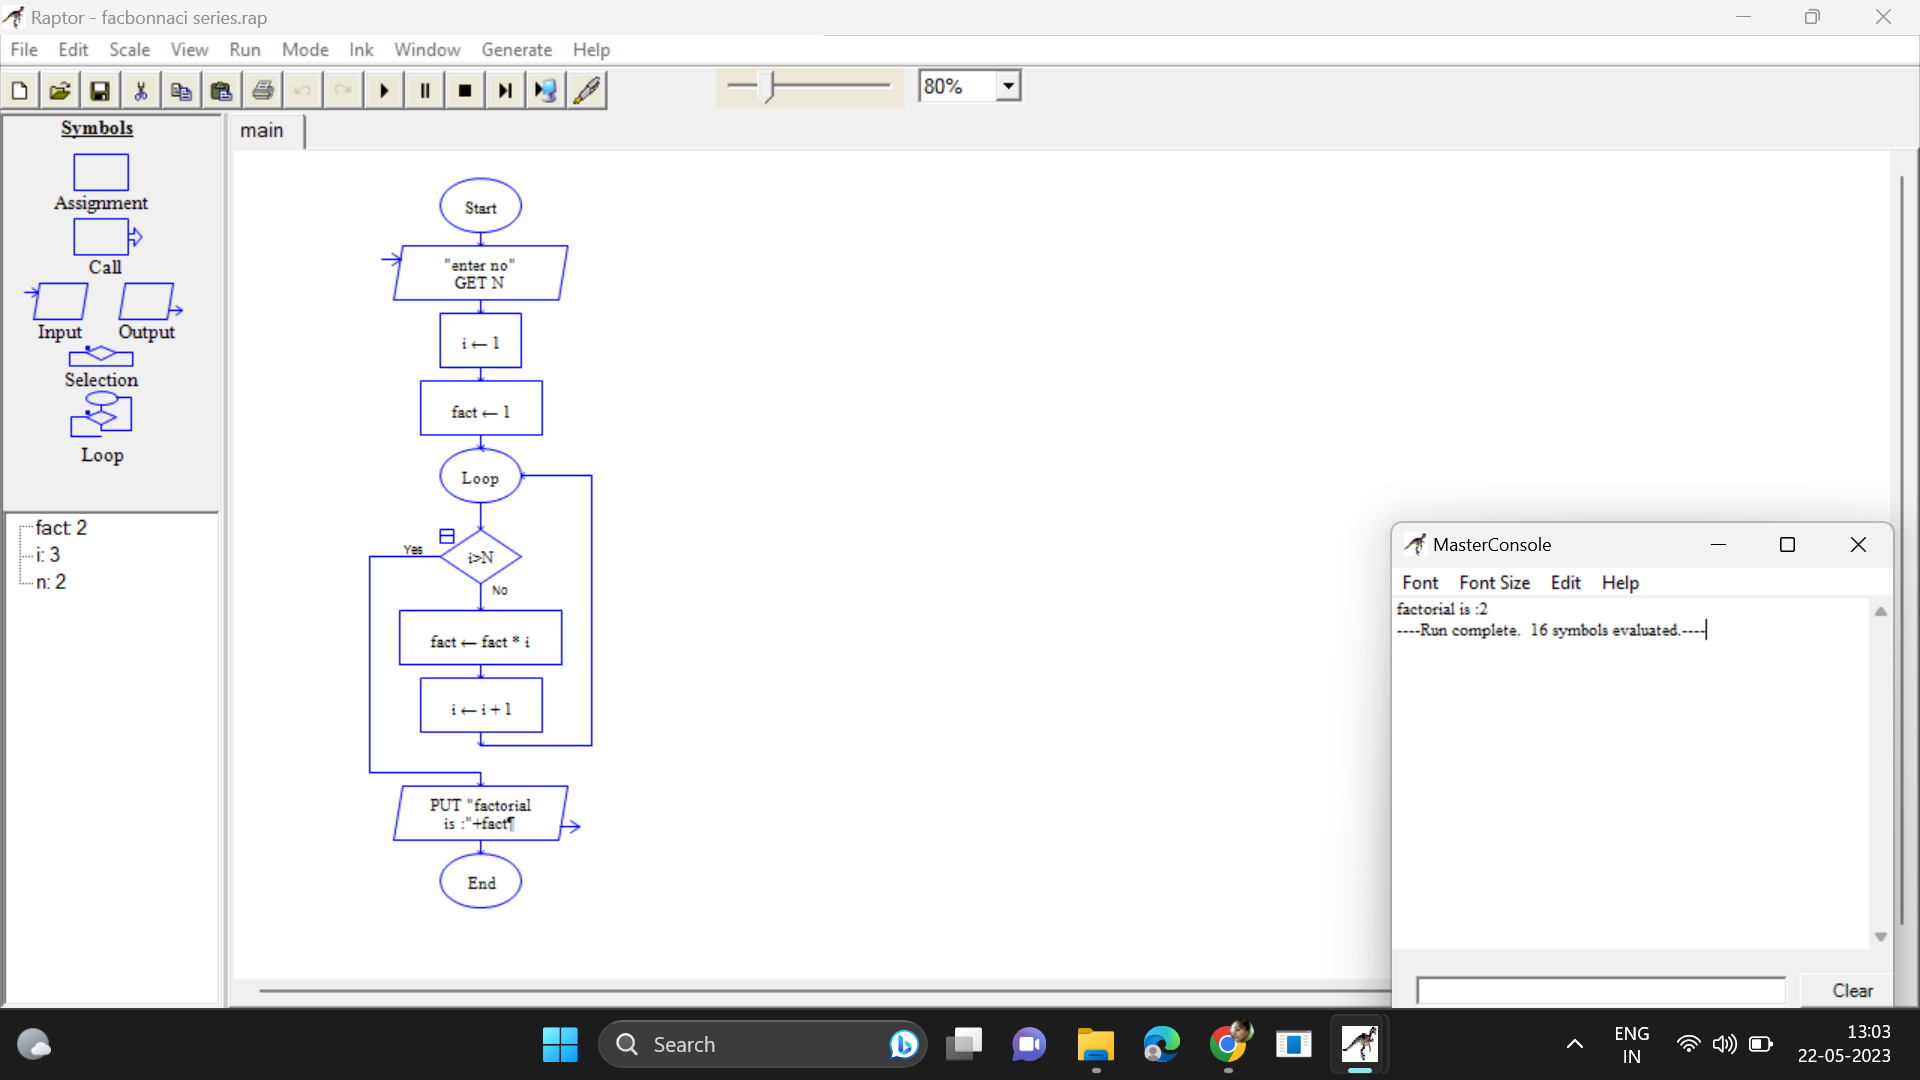 Raptor - facbonnaci series.rap
File Edit Scale View Run Mode Ink Window Generate Help
80%
Symbols
Assignment
Call
Input Output
Selection
Loop
fact: 2
i: 3
n: 2
main
Start
"enter no"
GET N
i ← 1
fact ← 1
Loop
i>N
Yes
No
fact ← fact * i
i ← i + 1
PUT "factorial
is :"+fact¶
End
MasterConsole
Font Font Size Edit Help
factorial is :2
----Run complete. 16 symbols evaluated.----
Clear
Search
ENG
IN
13:03
22-05-2023